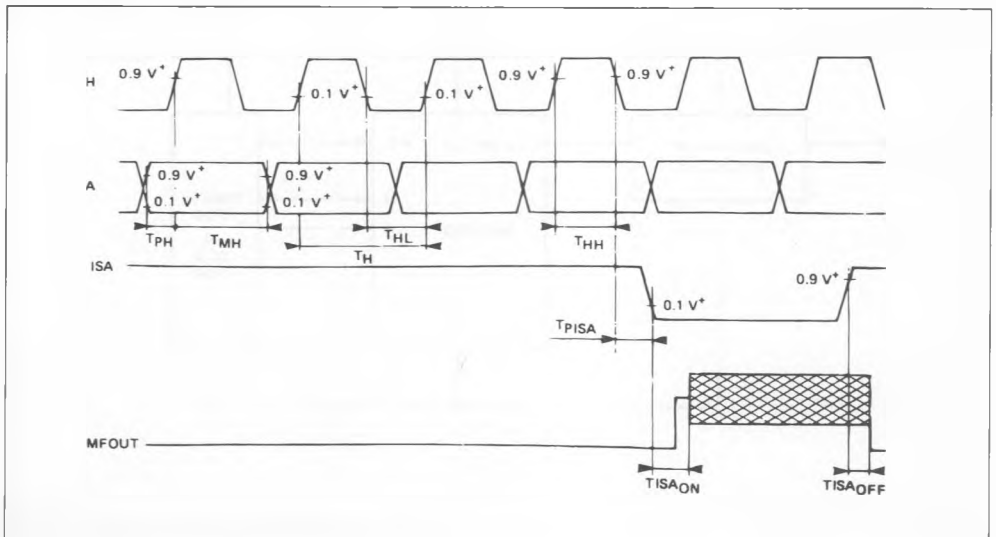 H
0.9 V+ 0.1 V+ 0.1 V+ 0.9 V+ 0.9 V+
A
0.9 V+ 0.9 V+
0.1 V+ 0.1 V+
TPH TMH THL THH
TH
ISA
0.9 V+
0.1 V+
TPISA
MFOUT
TISAON TISAOFF